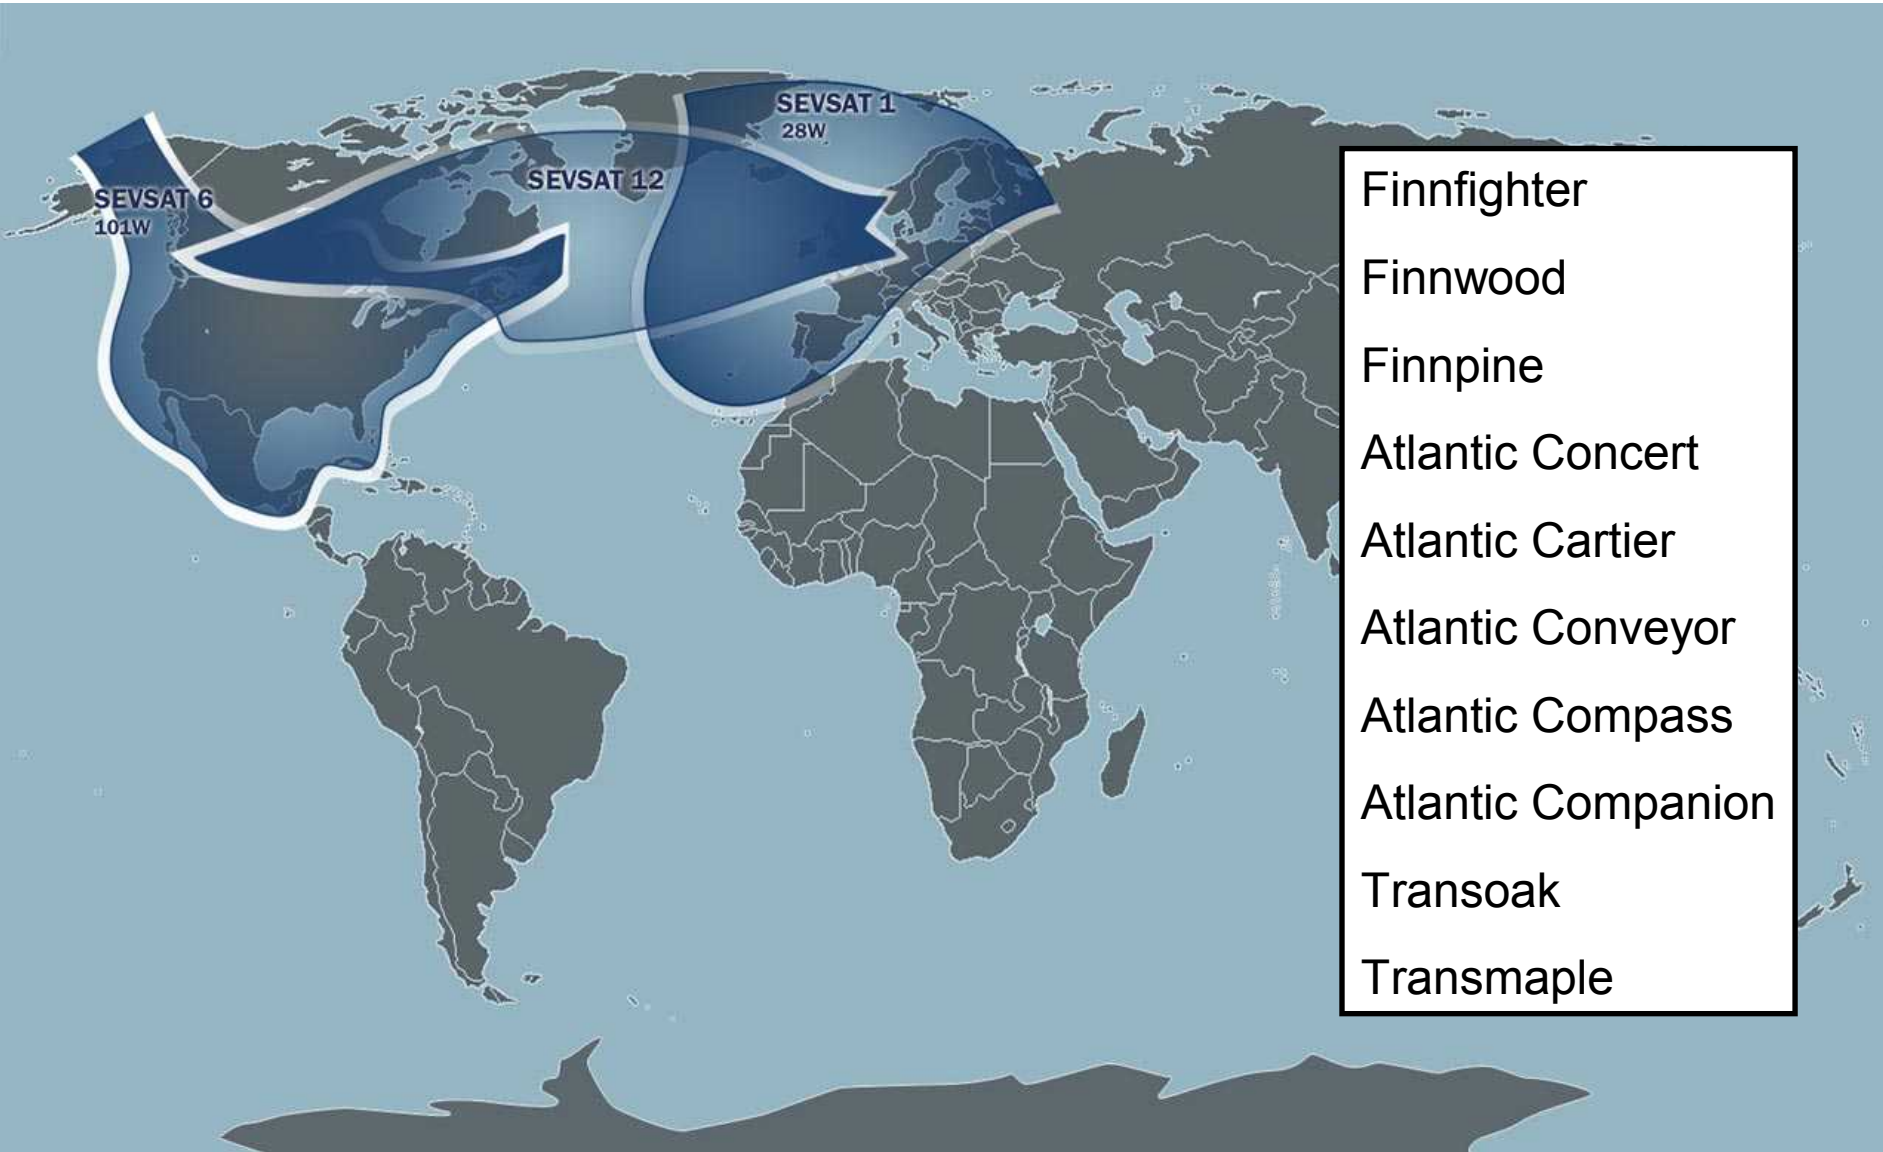 SEVSAT 1
28W
SEVSAT 12
SEVSAT 6
101W
Finnfighter
Finnwood
Finnpine
Atlantic Concert
Atlantic Cartier
Atlantic Conveyor
Atlantic Compass
Atlantic Companion
Transoak
Transmaple